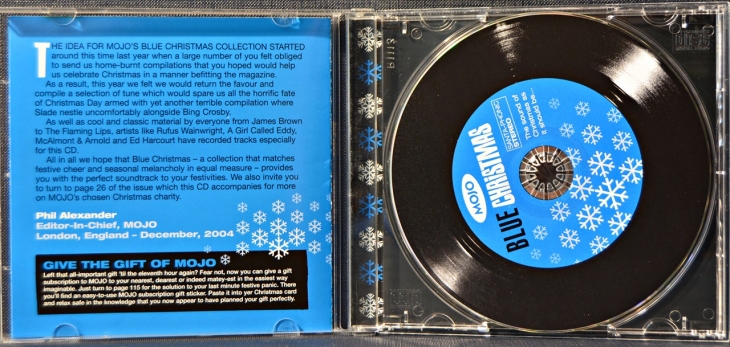 THE IDEA FOR MOJO'S BLUE CHRISTMAS COLLECTION STARTED
around this time last year when a large number of you felt obliged
to send us home-burnt compilations that you hoped would help
us celebrate Christmas in a manner befitting the magazine.
As a result, this year we felt we would return the favour and
compile a selection of tune which would spare us all the horrific fate
of Christmas Day armed with yet another terrible compilation where
Slade nestle uncomfortably alongside Bing Crosby.
As well as cool and classic material by everyone from James Brown
to The Flaming Lips, artists like Rufus Wainwright, A Girl Called Eddy,
McAlmont & Arnold and Ed Harcourt have recorded tracks especially
for this CD.
All in all we hope that Blue Christmas – a collection that matches
festive cheer and seasonal melancholy in equal measure – provides
you with the perfect soundtrack to your festivities. We also invite you
to turn to page 26 of the issue which this CD accompanies for more
on MOJO's chosen Christmas charity.
Phil Alexander
Editor-In-Chief, MOJO
London, England – December, 2004
GIVE THE GIFT OF MOJO
Left that all-important gift 'til the eleventh hour again? Fear not, now you can give a gift
subscription to MOJO to your nearest, dearest or indeed matey-est in the easiest way
imaginable. Just turn to page 115 for the solution to your last minute festive panic. There
you'll find an easy-to-use MOJO subscription gift sticker. Paste it into yer Christmas card
and relax safe in the knowledge that you now appear to have planned your gift perfectly.
MOJO
BLUE CHRISTMAS
SANTA-PHONIC
STEREO
The sound of
Christmas as
it should be.